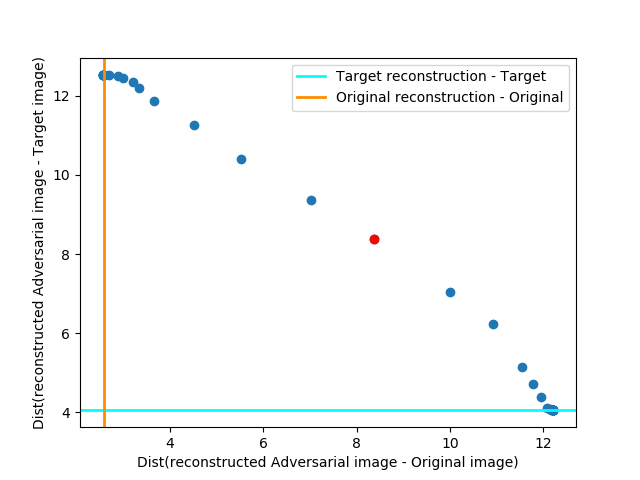 Target reconstruction - Target
Original reconstruction - Original
Dist(reconstructed Adversarial image - Target image)
12
10
8
6
4
4 6 8 10 12
Dist(reconstructed Adversarial image - Original image)